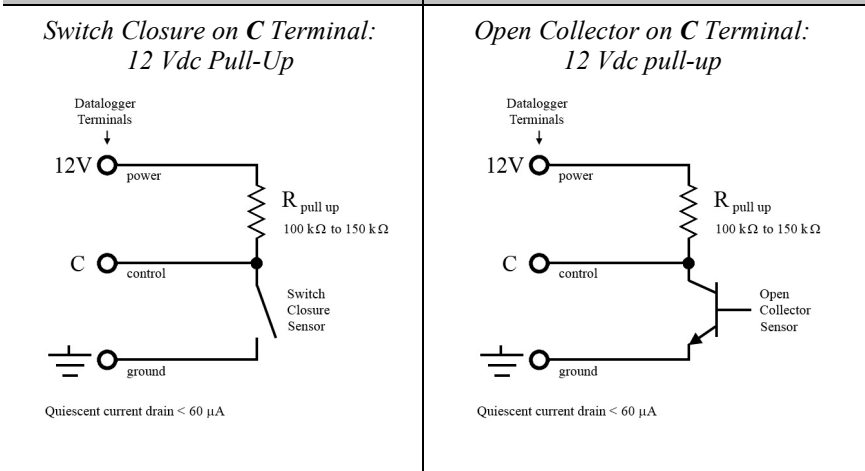 Switch Closure on C Terminal:
12 Vdc Pull-Up
Datalogger
Terminals
12V
power
R pull up
100 kΩ to 150 kΩ
C
control
Switch
Closure
Sensor
ground
Quiescent current drain < 60 µA
Open Collector on C Terminal:
12 Vdc pull-up
Datalogger
Terminals
12V
power
R pull up
100 kΩ to 150 kΩ
C
control
Open
Collector
Sensor
ground
Quiescent current drain < 60 µA